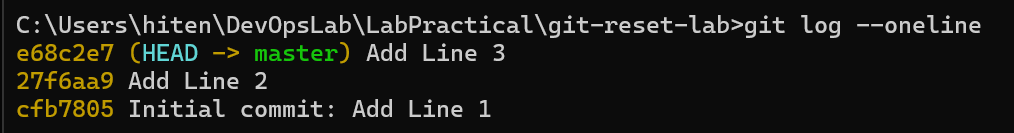 C:\Users\hiten\DevOpsLab\LabPractical\git-reset-lab>git log --oneline
e68c2e7 (HEAD -> master) Add Line 3
27f6aa9 Add Line 2
cfb7805 Initial commit: Add Line 1